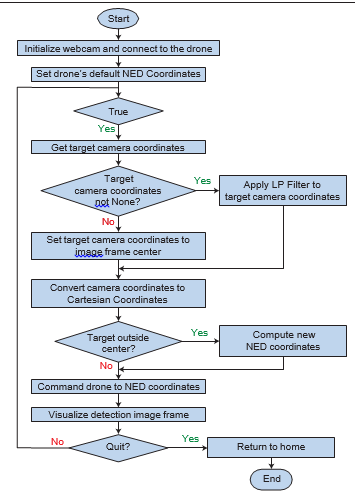 Start
Initialize webcam and connect to the drone
Set drone's default NED Coordinates
True
Yes
Get target camera coordinates
Target
camera coordinates
not None?
Yes
Apply LP Filter to
target camera coordinates
No
Set target camera coordinates to
image frame center
Convert camera coordinates to
Cartesian Coordinates
Target outside
center?
Yes
Compute new
NED coordinates
No
Command drone to NED coordinates
Visualize detection image frame
No
Quit?
Yes
Return to home
End